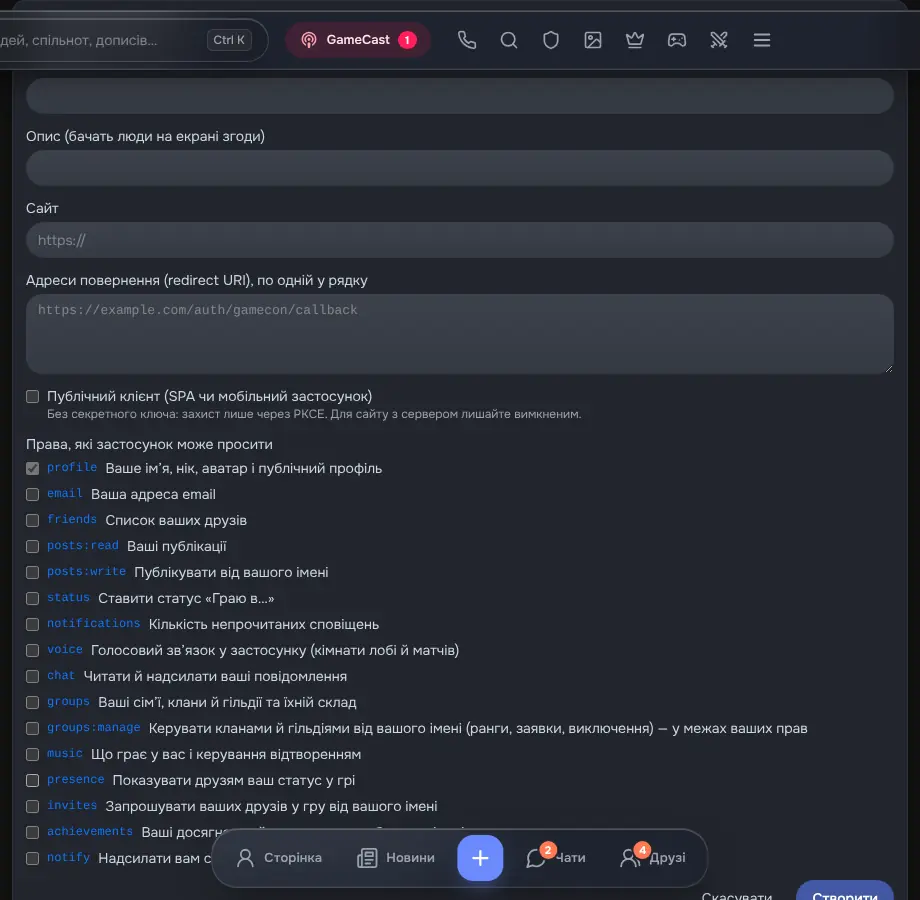 дей, спільнот, дописів...
Ctrl K
GameCast 1
Опис (бачать люди на екрані згоди)
Сайт
https://
Адреси повернення (redirect URI), по одній у рядку
https://example.com/auth/gamecon/callback
Публічний клієнт (SPA чи мобільний застосунок)
Без секретного ключа: захист лише через PKCE. Для сайту з сервером лишайте вимкненим.
Права, які застосунок може просити
profile Ваше ім’я, нік, аватар і публічний профіль
email Ваша адреса email
friends Список ваших друзів
posts:read Ваші публікації
posts:write Публікувати від вашого імені
status Ставити статус «Граю в…»
notifications Кількість непрочитаних сповіщень
voice Голосовий зв’язок у застосунку (кімнати лобі й матчів)
chat Читати й надсилати ваші повідомлення
groups Ваші сім’ї, клани й гільдії та їхній склад
groups:manage Керувати кланами й гільдіями від вашого імені (ранги, заявки, виключення) — у межах ваших прав
music Що грає у вас і керування відтворенням
presence Показувати друзям ваш статус у грі
invites Запрошувати ваших друзів у гру від вашого імені
achievements Ваші
notify Надсилати вам
Сторінка
Новини
2
Чати
4
Друзі
Скасувати
Створити